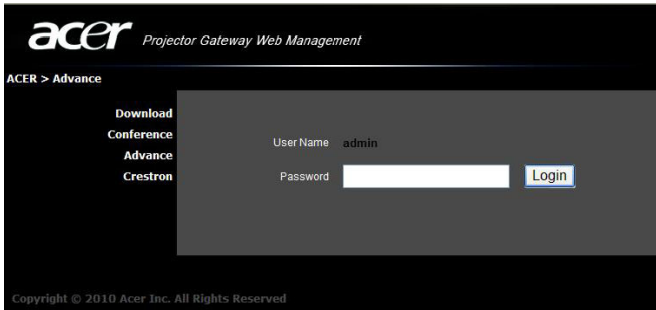 acer Projector Gateway Web Management
ACER > Advance
Download
Conference
Advance
Crestron
User Name admin
Password Login
Copyright © 2010 Acer Inc. All Rights Reserved